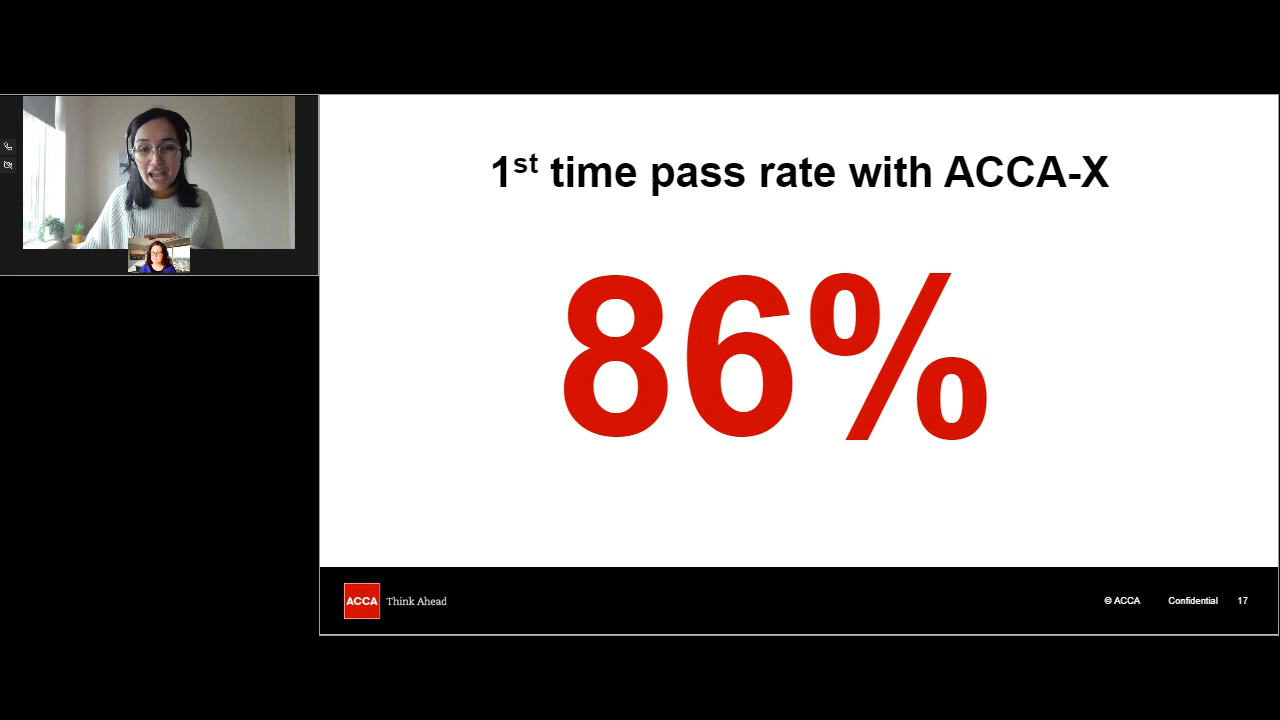 1st time pass rate with ACCA-X
86%
ACCA Think Ahead
© ACCA Confidential 17